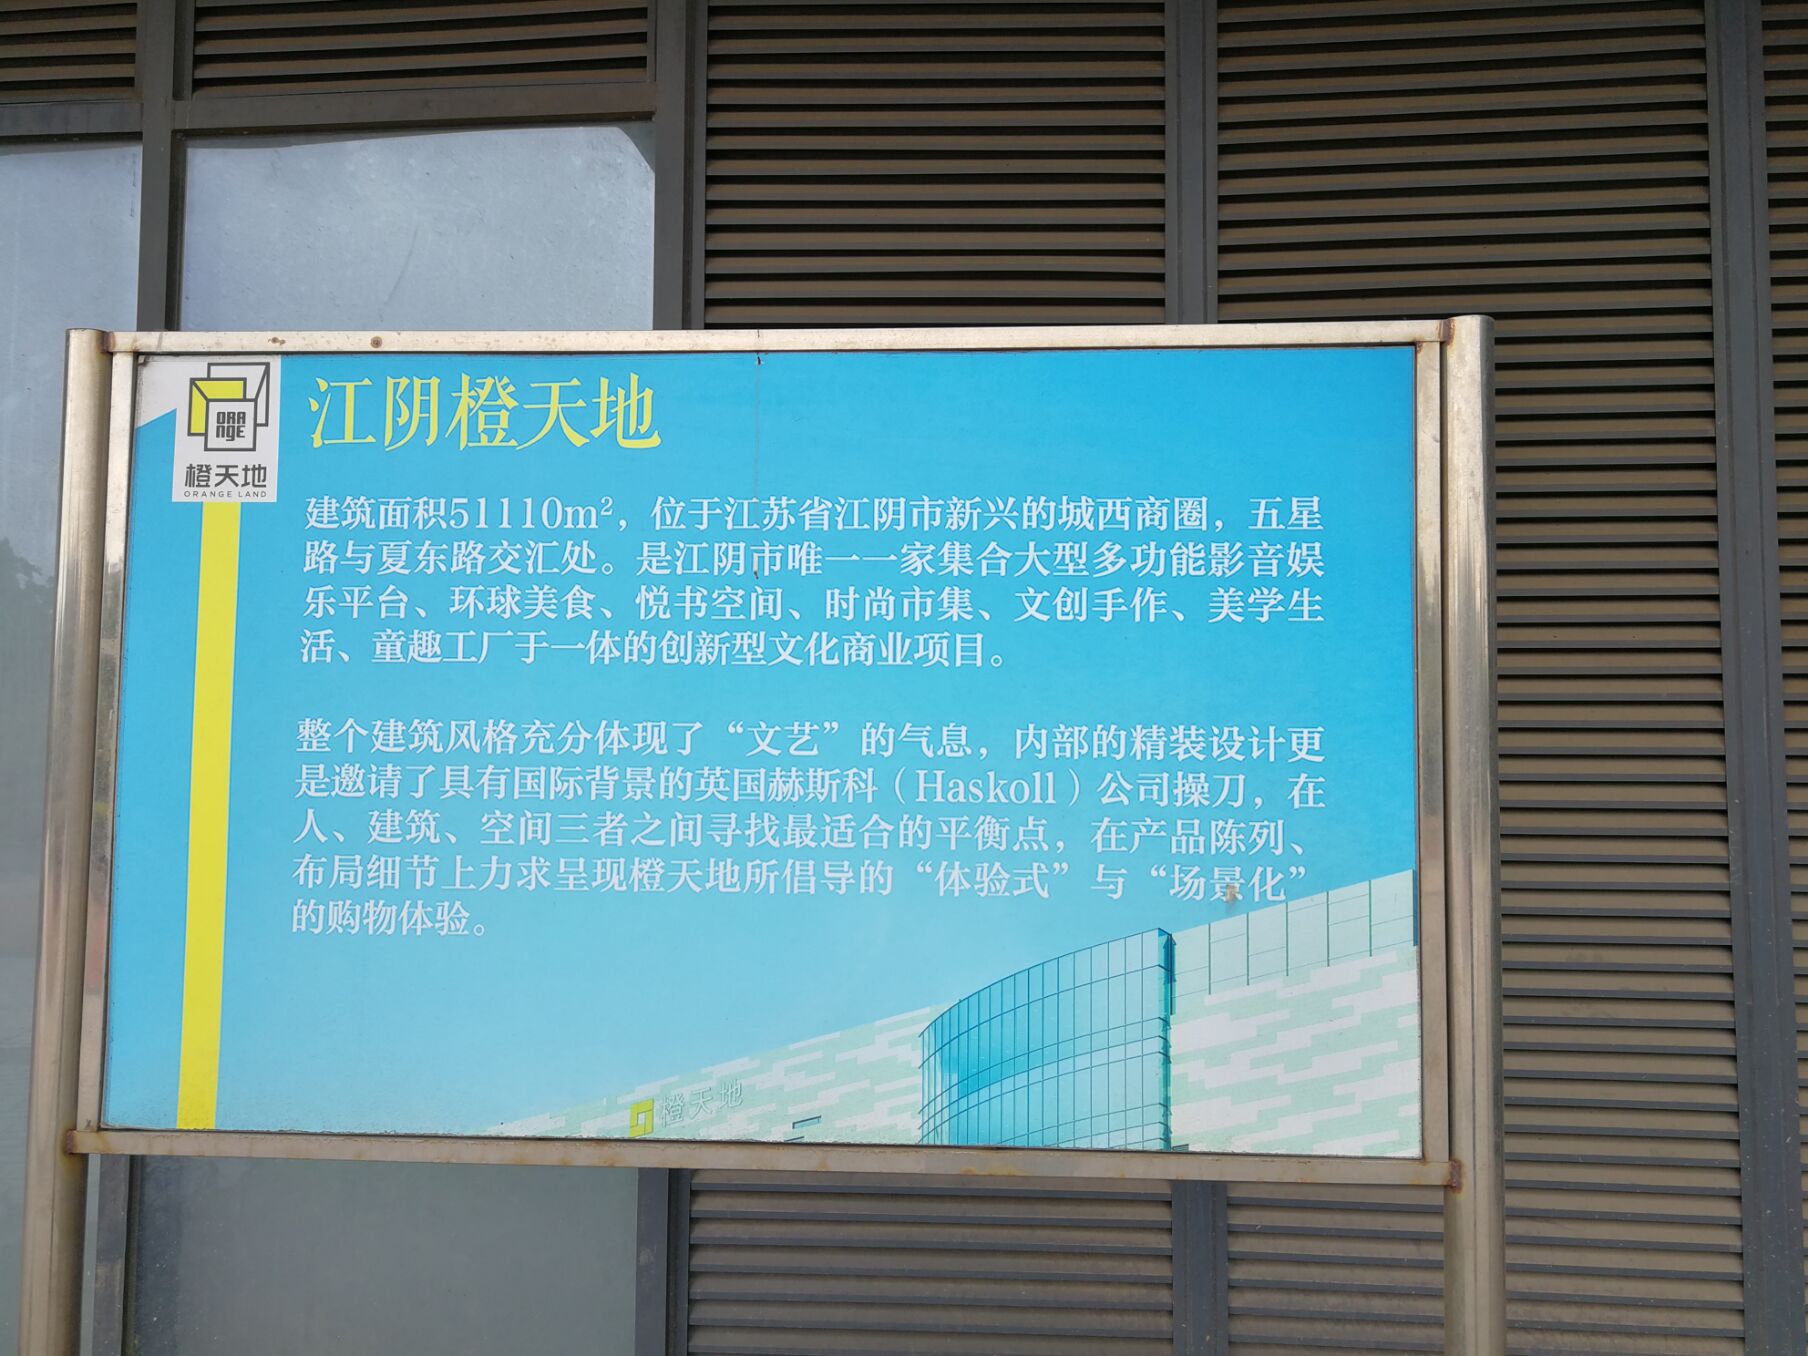 ORANGE
橙天地
ORANGE LAND
江阴橙天地
建筑面积51110m²，位于江苏省江阴市新兴的城西商圈，五星
路与夏东路交汇处。是江阴市唯一一家集合大型多功能影音娱
乐平台、环球美食、悦书空间、时尚市集、文创手作、美学生
活、童趣工厂于一体的创新型文化商业项目。
整个建筑风格充分体现了“文艺”的气息，内部的精装设计更
是邀请了具有国际背景的英国赫斯科（Haskoll）公司操刀，在
人、建筑、空间三者之间寻找最适合的平衡点，在产品陈列、
布局细节上力求呈现橙天地所倡导的“体验式”与“场景化”
的购物体验。
橙天地